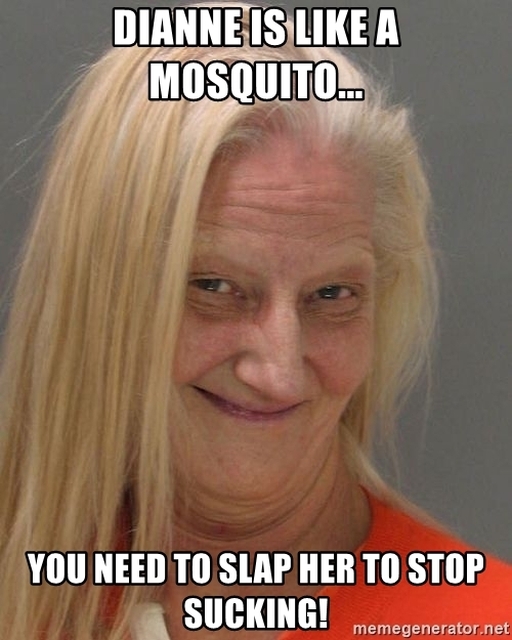 DIANNE IS LIKE A
MOSQUITO...
YOU NEED TO SLAP HER TO STOP
SUCKING!
memegenerator.net